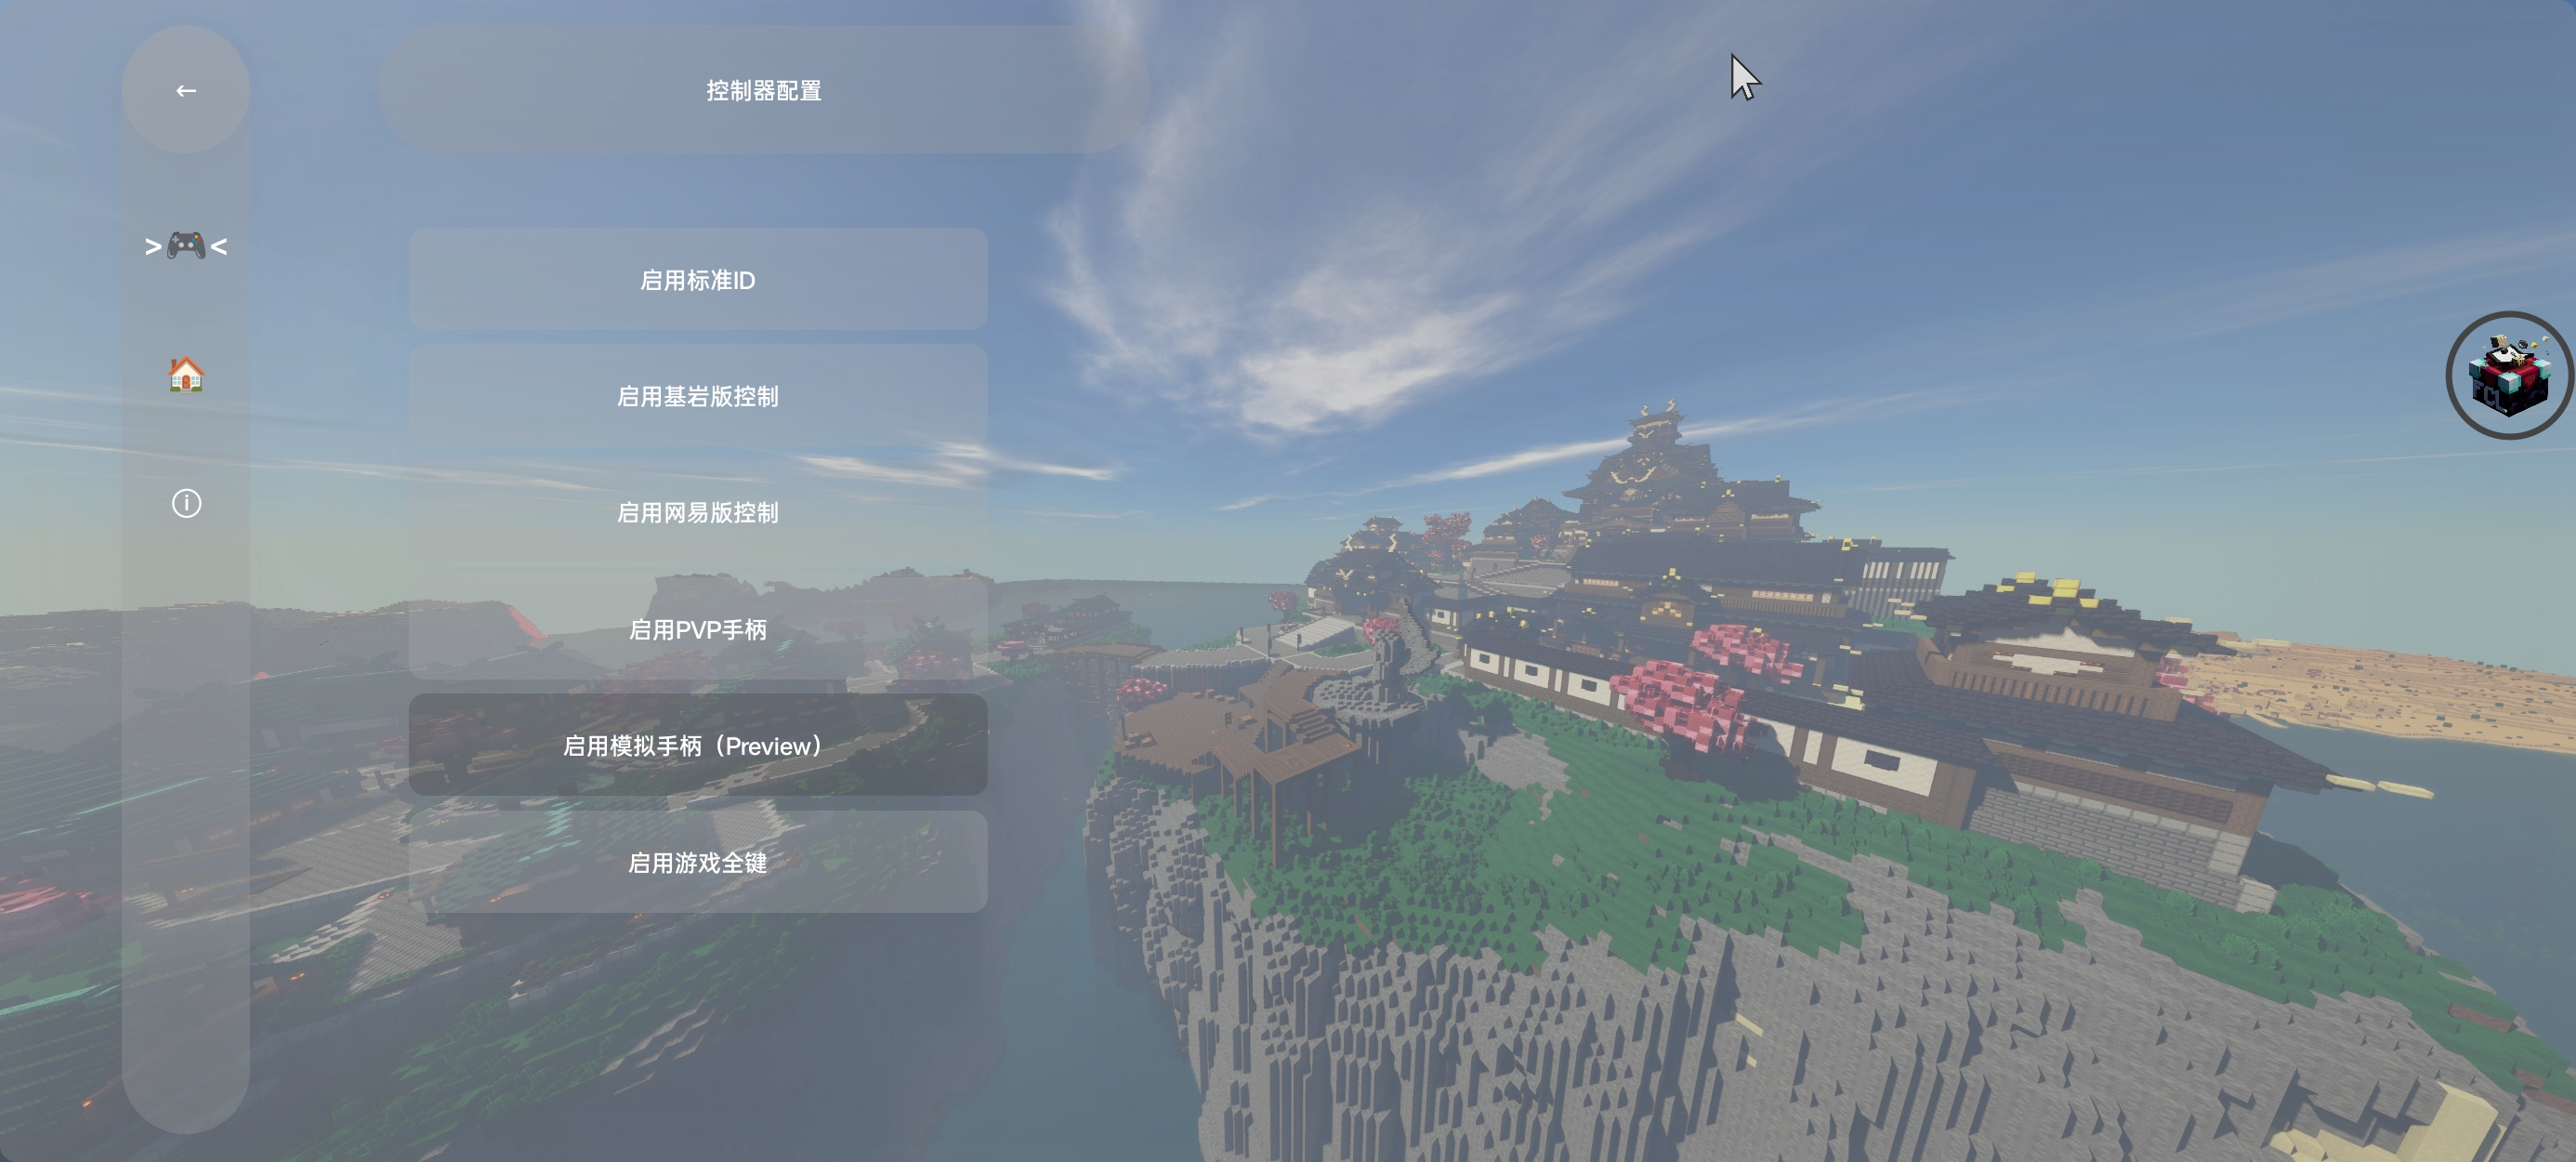 ←
控制器配置
>🎮<
🏠
ⓘ
启用标准ID
启用基岩版控制
启用网易版控制
启用PVP手柄
启用模拟手柄（Preview）
启用游戏全键
FCL